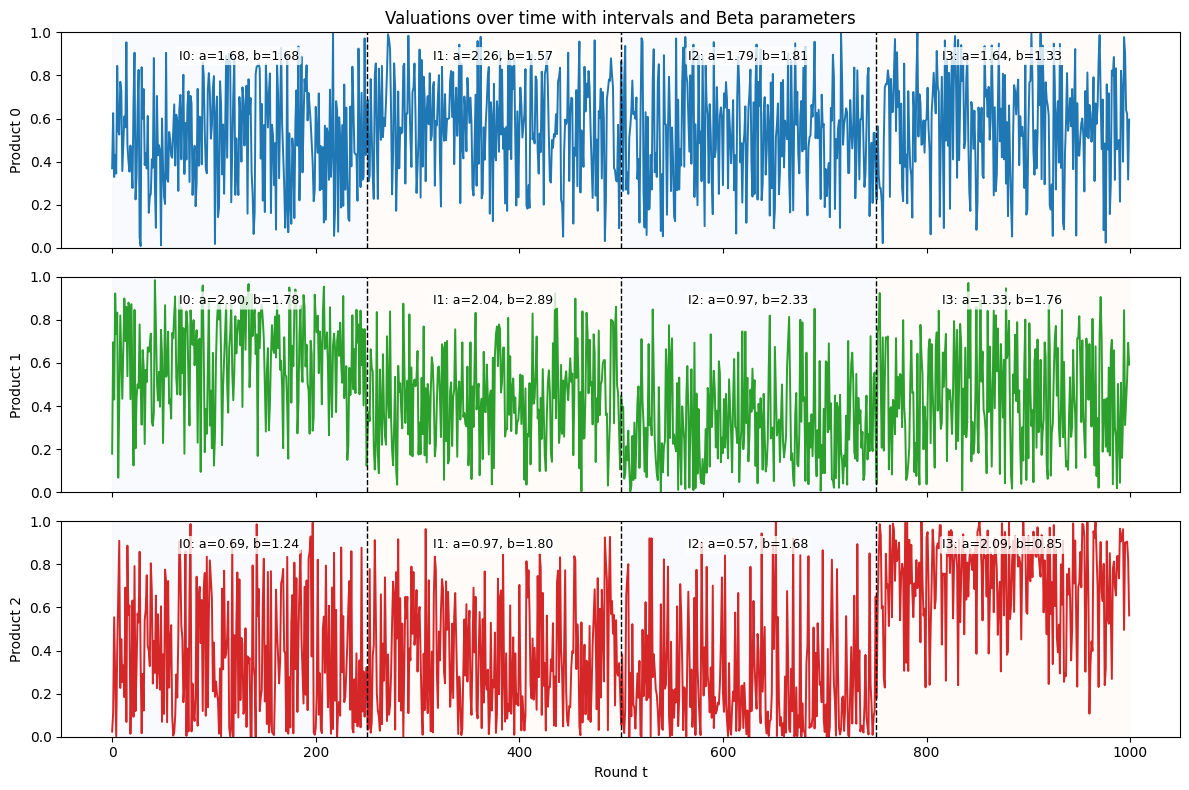 Valuations over time with intervals and Beta parameters
1.0
0.8
0.6
0.4
0.2
0.0
Product 0
I0: a=1.68, b=1.68
I1: a=2.26, b=1.57
I2: a=1.79, b=1.81
I3: a=1.64, b=1.33
1.0
0.8
0.6
0.4
0.2
0.0
Product 1
I0: a=2.90, b=1.78
I1: a=2.04, b=2.89
I2: a=0.97, b=2.33
I3: a=1.33, b=1.76
1.0
0.8
0.6
0.4
0.2
0.0
Product 2
I0: a=0.69, b=1.24
I1: a=0.97, b=1.80
I2: a=0.57, b=1.68
I3: a=2.09, b=0.85
0
200
400
600
800
1000
Round t